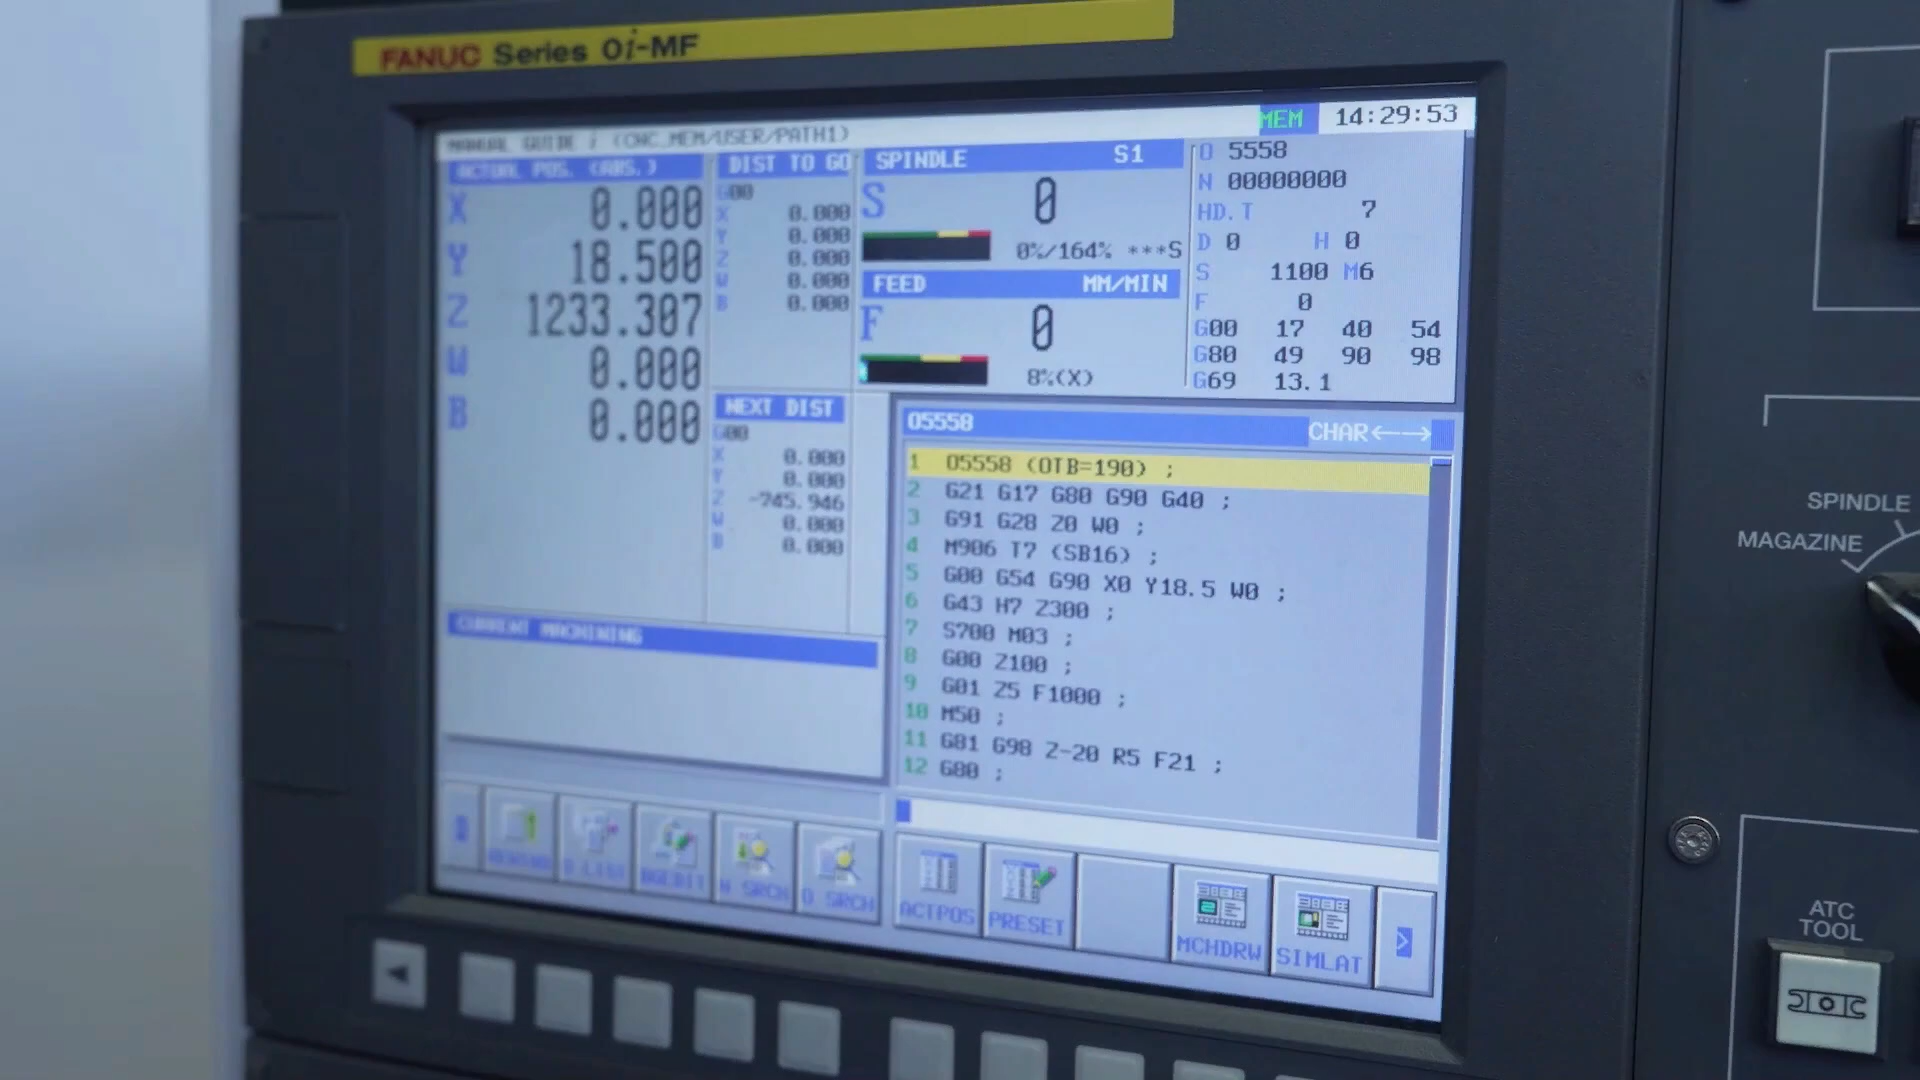 FANUC Series 0i-MF
MANUAL GUIDE i (CNC_MEM/USER/PATH1)
MEM 14:29:53
ACTUAL POS. (ABS.)
X 0.000
Y 18.500
Z 1233.307
W 0.000
B 0.000
DIST TO GO
G00
X 0.000
Y 0.000
Z 0.000
W 0.000
B 0.000
NEXT DIST
G00
X 0.000
Y 0.000
Z -745.946
W 0.000
B 0.000
SPINDLE S1
S 0
0%/164% ***S
FEED MM/MIN
F 0
8%(X)
O 5558
N 00000000
HD.T 7
D 0 H 0
S 1100 M6
F 0
G00 17 40 54
G80 49 90 98
G69 13.1
CURRENT MACHINING
O5558 CHAR←→
1 O5558 (OTB=190) ;
2 G21 G17 G80 G90 G40 ;
3 G91 G28 Z0 W0 ;
4 M906 T7 (SB16) ;
5 G00 G54 G90 X0 Y18.5 W0 ;
6 G43 H7 Z300 ;
7 S700 M03 ;
8 G00 Z100 ;
9 G01 Z5 F1000 ;
10 M50 ;
11 G81 G98 Z-20 R5 F21 ;
12 G80 ;
REWIND
O LIST
BGEDIT
N SRCH
O SRCH
ACTPOS
PRESET
MCHDRW
SIMLAT
>
SPINDLE
MAGAZINE
ATC
TOOL